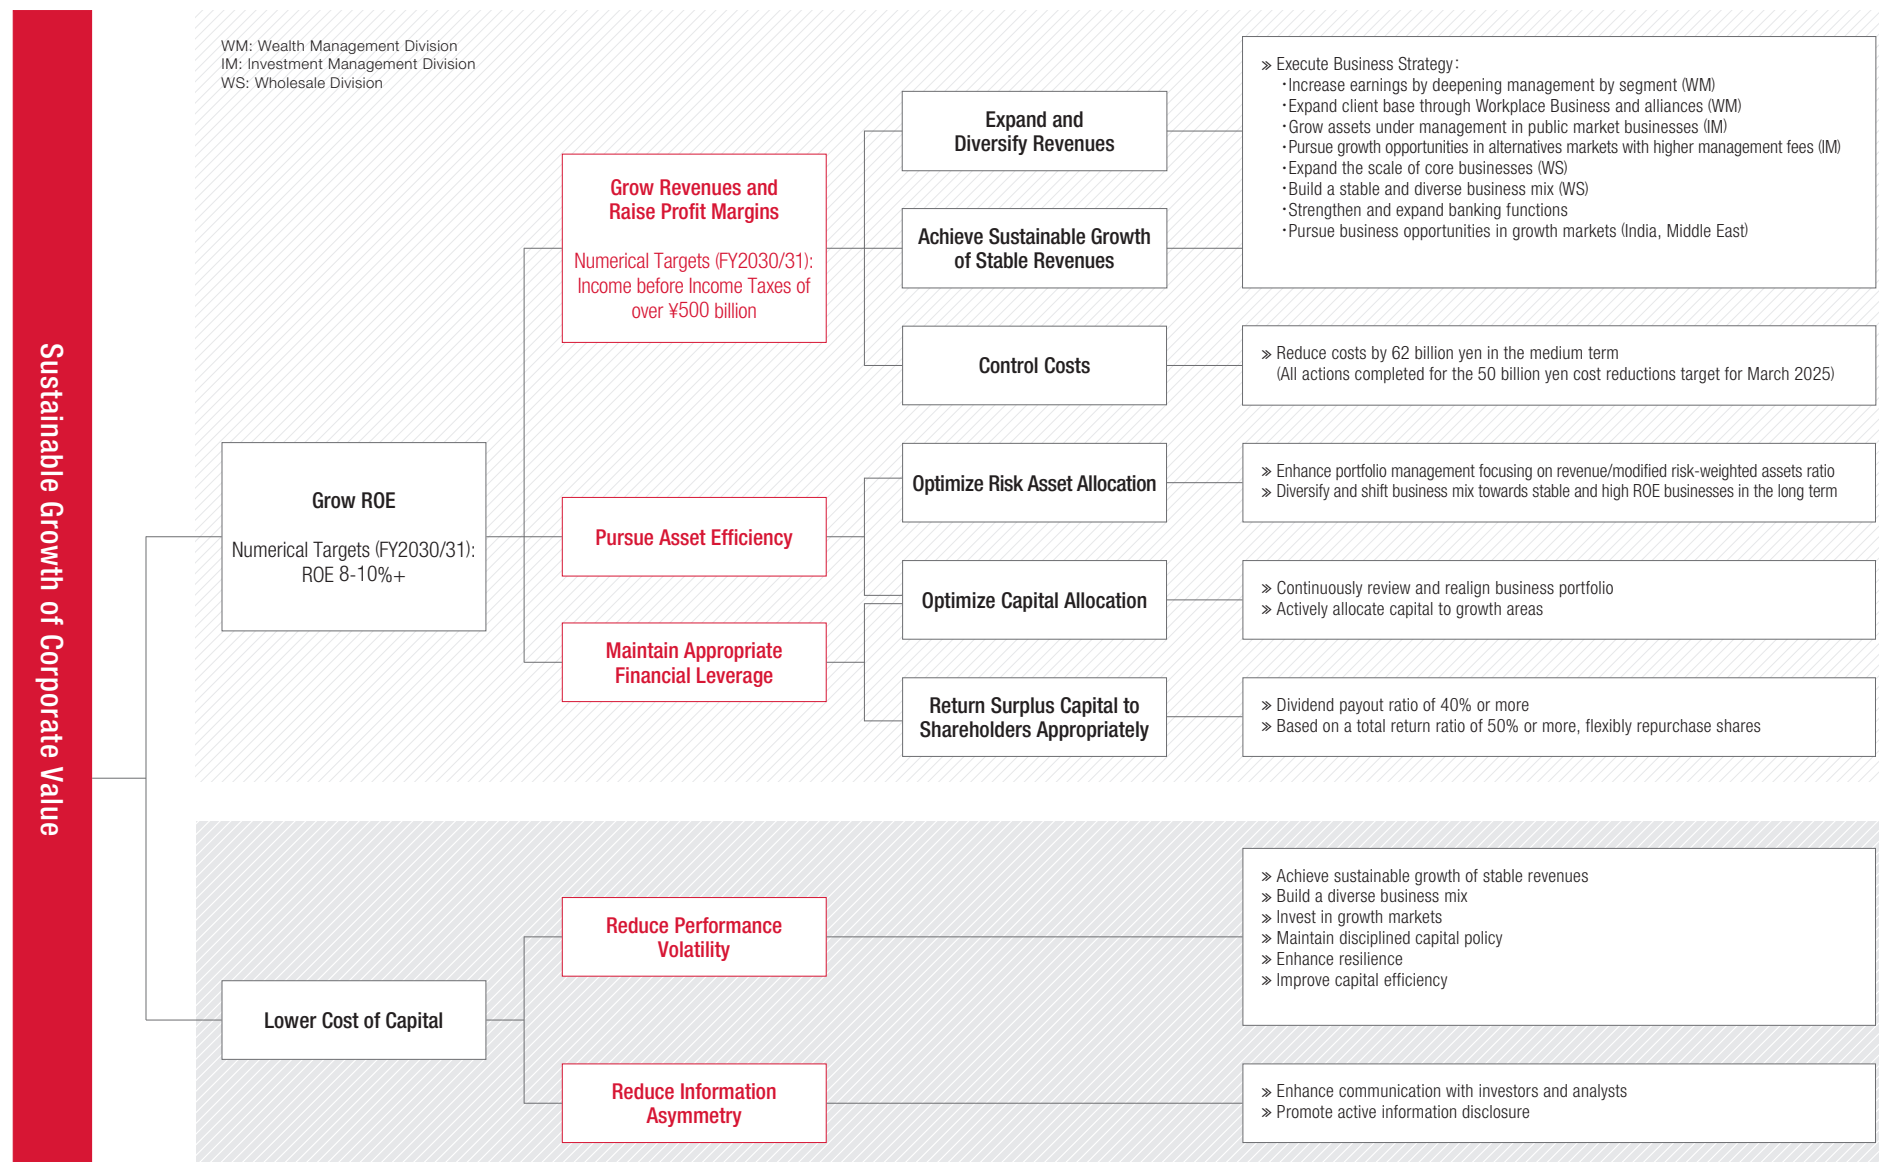 Sustainable Growth of Corporate Value
WM: Wealth Management Division
IM: Investment Management Division
WS: Wholesale Division
Grow ROE
Numerical Targets (FY2030/31):
ROE 8-10%+
Grow Revenues and
Raise Profit Margins
Numerical Targets (FY2030/31):
Income before Income Taxes of
over ¥500 billion
Expand and
Diversify Revenues
Achieve Sustainable Growth
of Stable Revenues
» Execute Business Strategy:
・Increase earnings by deepening management by segment (WM)
・Expand client base through Workplace Business and alliances (WM)
・Grow assets under management in public market businesses (IM)
・Pursue growth opportunities in alternatives markets with higher management fees (IM)
・Expand the scale of core businesses (WS)
・Build a stable and diverse business mix (WS)
・Strengthen and expand banking functions
・Pursue business opportunities in growth markets (India, Middle East)
Control Costs
» Reduce costs by 62 billion yen in the medium term
(All actions completed for the 50 billion yen cost reductions target for March 2025)
Pursue Asset Efficiency
Optimize Risk Asset Allocation
» Enhance portfolio management focusing on revenue/modified risk-weighted assets ratio
» Diversify and shift business mix towards stable and high ROE businesses in the long term
Optimize Capital Allocation
» Continuously review and realign business portfolio
» Actively allocate capital to growth areas
Maintain Appropriate
Financial Leverage
Return Surplus Capital to
Shareholders Appropriately
» Dividend payout ratio of 40% or more
» Based on a total return ratio of 50% or more, flexibly repurchase shares
Lower Cost of Capital
Reduce Performance
Volatility
» Achieve sustainable growth of stable revenues
» Build a diverse business mix
» Invest in growth markets
» Maintain disciplined capital policy
» Enhance resilience
» Improve capital efficiency
Reduce Information
Asymmetry
» Enhance communication with investors and analysts
» Promote active information disclosure